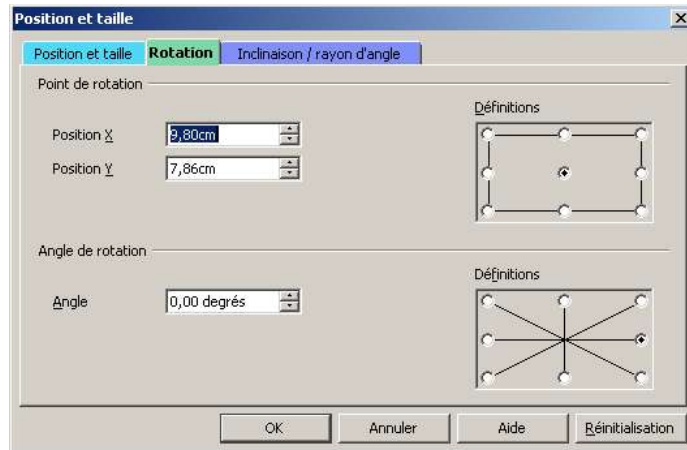 Position et taille
Position et taille Rotation Inclinaison / rayon d'angle
Point de rotation
Définitions
Position X 9,80cm
Position Y 7,86cm
Angle de rotation
Définitions
Angle 0,00 degrés
OK Annuler Aide Réinitialisation